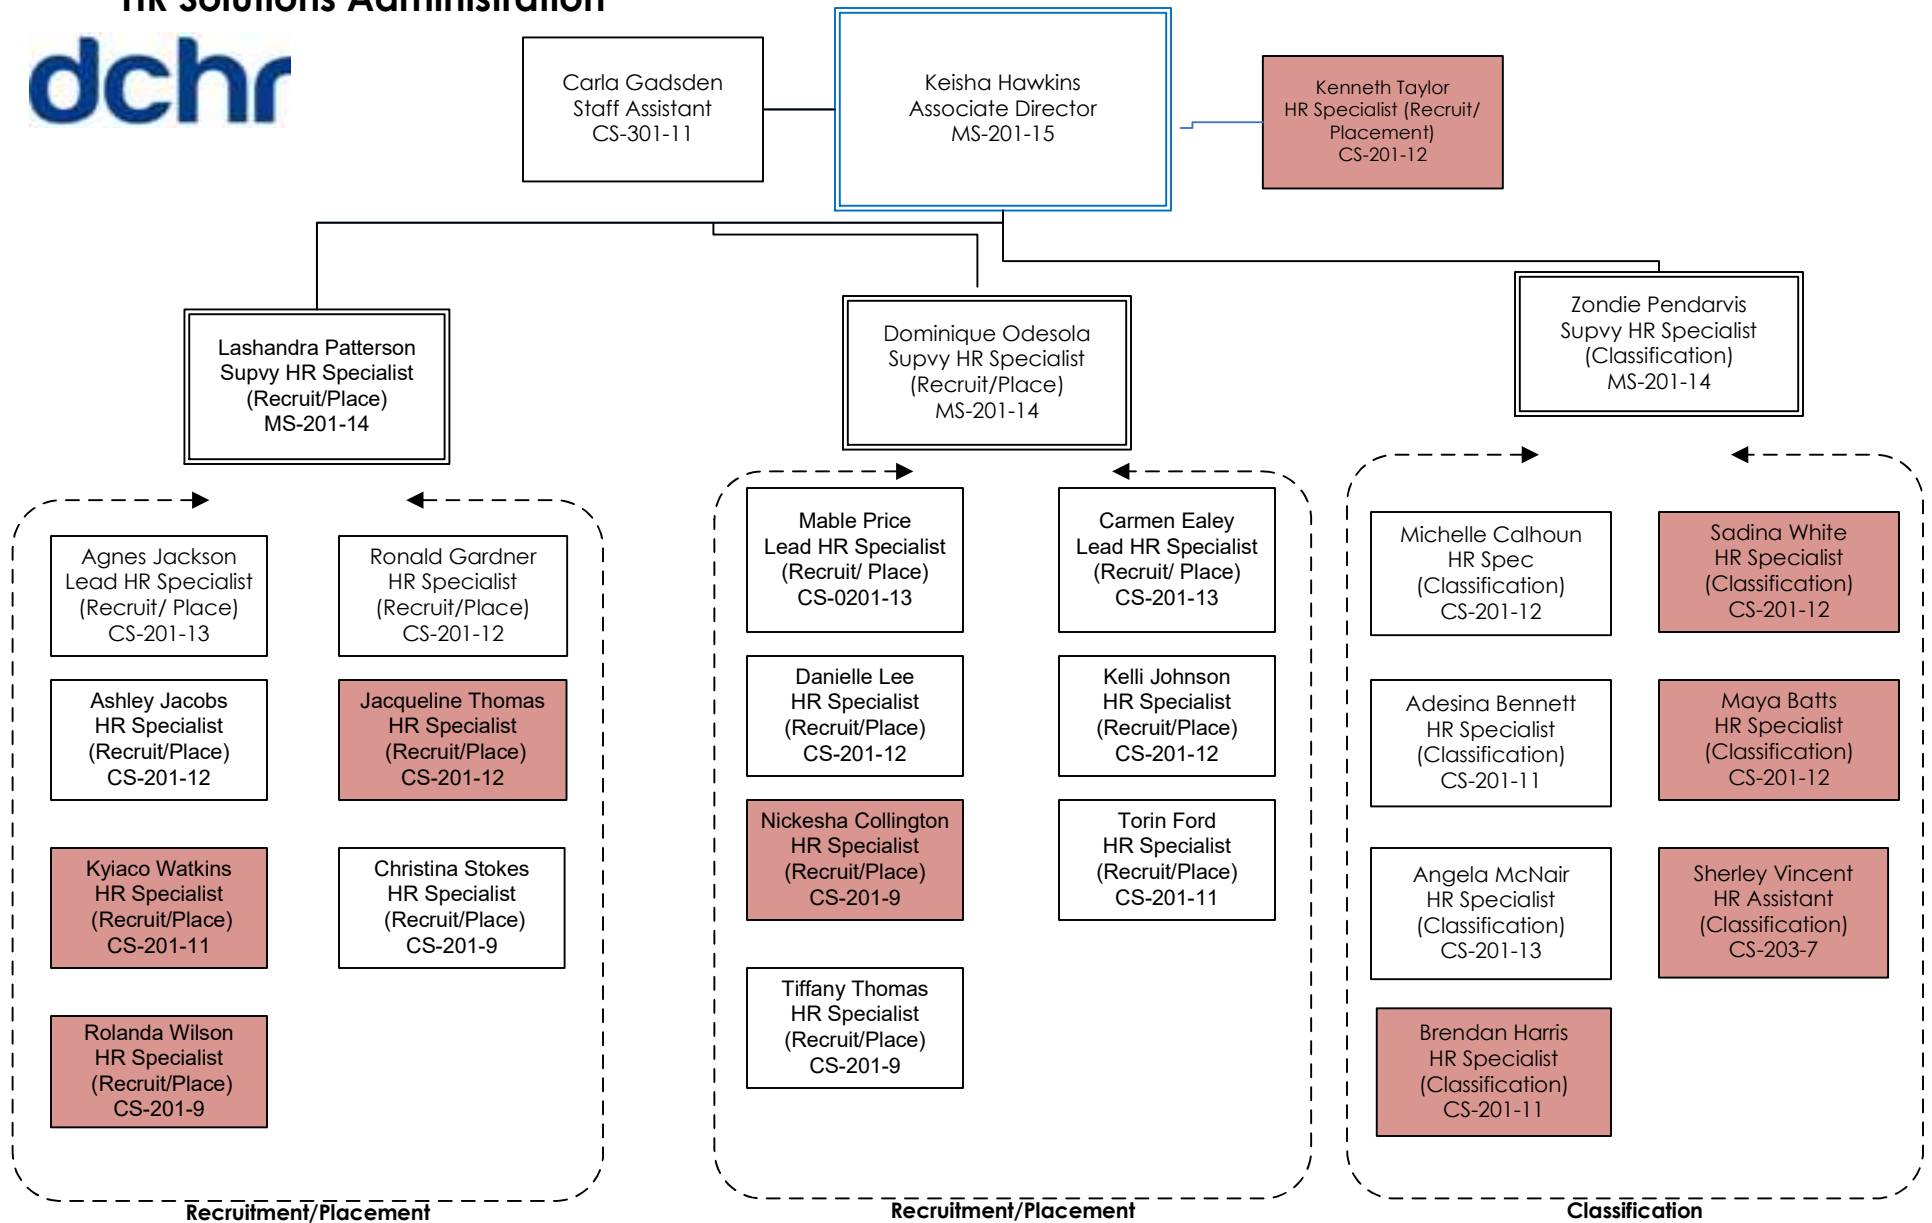 HR Solutions Administration
dchr
Carla Gadsden
Staff Assistant
CS-301-11
Keisha Hawkins
Associate Director
MS-201-15
Kenneth Taylor
HR Specialist (Recruit/
Placement)
CS-201-12
Lashandra Patterson
Supvy HR Specialist
(Recruit/Place)
MS-201-14
Dominique Odesola
Supvy HR Specialist
(Recruit/Place)
MS-201-14
Zondie Pendarvis
Supvy HR Specialist
(Classification)
MS-201-14
Agnes Jackson
Lead HR Specialist
(Recruit/ Place)
CS-201-13
Ronald Gardner
HR Specialist
(Recruit/Place)
CS-201-12
Ashley Jacobs
HR Specialist
(Recruit/Place)
CS-201-12
Jacqueline Thomas
HR Specialist
(Recruit/Place)
CS-201-12
Kyiaco Watkins
HR Specialist
(Recruit/Place)
CS-201-11
Christina Stokes
HR Specialist
(Recruit/Place)
CS-201-9
Rolanda Wilson
HR Specialist
(Recruit/Place)
CS-201-9
Recruitment/Placement
Mable Price
Lead HR Specialist
(Recruit/ Place)
CS-0201-13
Carmen Ealey
Lead HR Specialist
(Recruit/ Place)
CS-201-13
Danielle Lee
HR Specialist
(Recruit/Place)
CS-201-12
Kelli Johnson
HR Specialist
(Recruit/Place)
CS-201-12
Nickesha Collington
HR Specialist
(Recruit/Place)
CS-201-9
Torin Ford
HR Specialist
(Recruit/Place)
CS-201-11
Tiffany Thomas
HR Specialist
(Recruit/Place)
CS-201-9
Recruitment/Placement
Michelle Calhoun
HR Spec
(Classification)
CS-201-12
Sadina White
HR Specialist
(Classification)
CS-201-12
Adesina Bennett
HR Specialist
(Classification)
CS-201-11
Maya Batts
HR Specialist
(Classification)
CS-201-12
Angela McNair
HR Specialist
(Classification)
CS-201-13
Sherley Vincent
HR Assistant
(Classification)
CS-203-7
Brendan Harris
HR Specialist
(Classification)
CS-201-11
Classification